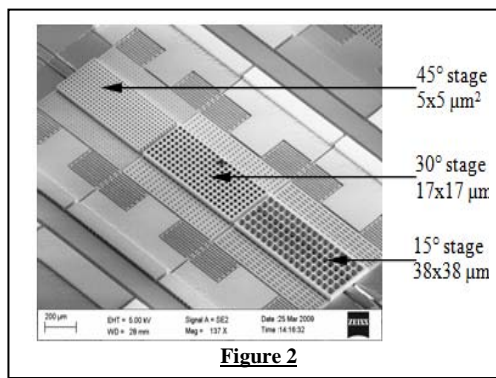 45° stage
5x5 μm²
30° stage
17x17 μm
15° stage
38x38 μm
200 μm
EHT = 5.00 kV
Signal A = SE2
Date :25 Mar 2009
WD = 28 mm
Mag = 137 X
Time :14:16:32
ZEISS
Figure 2